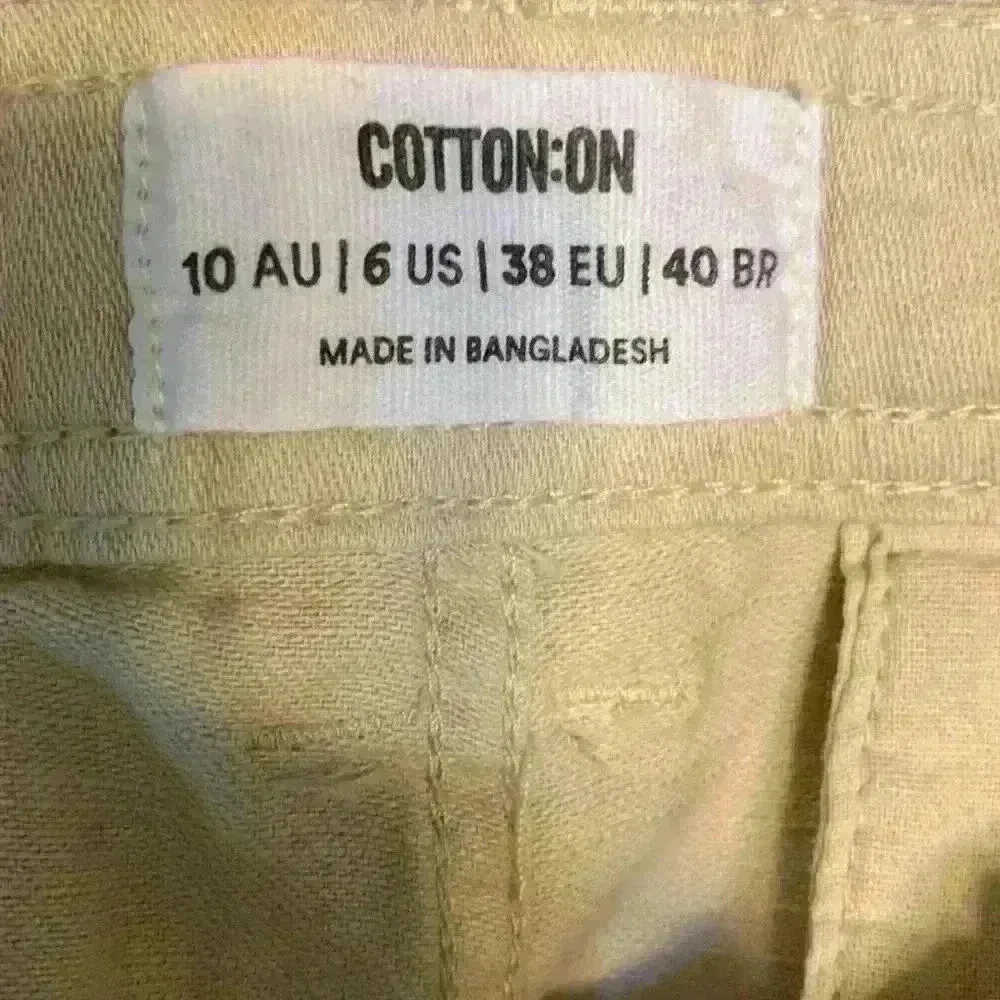 COTTON:ON
10 AU | 6 US | 38 EU | 40 BR
MADE IN BANGLADESH